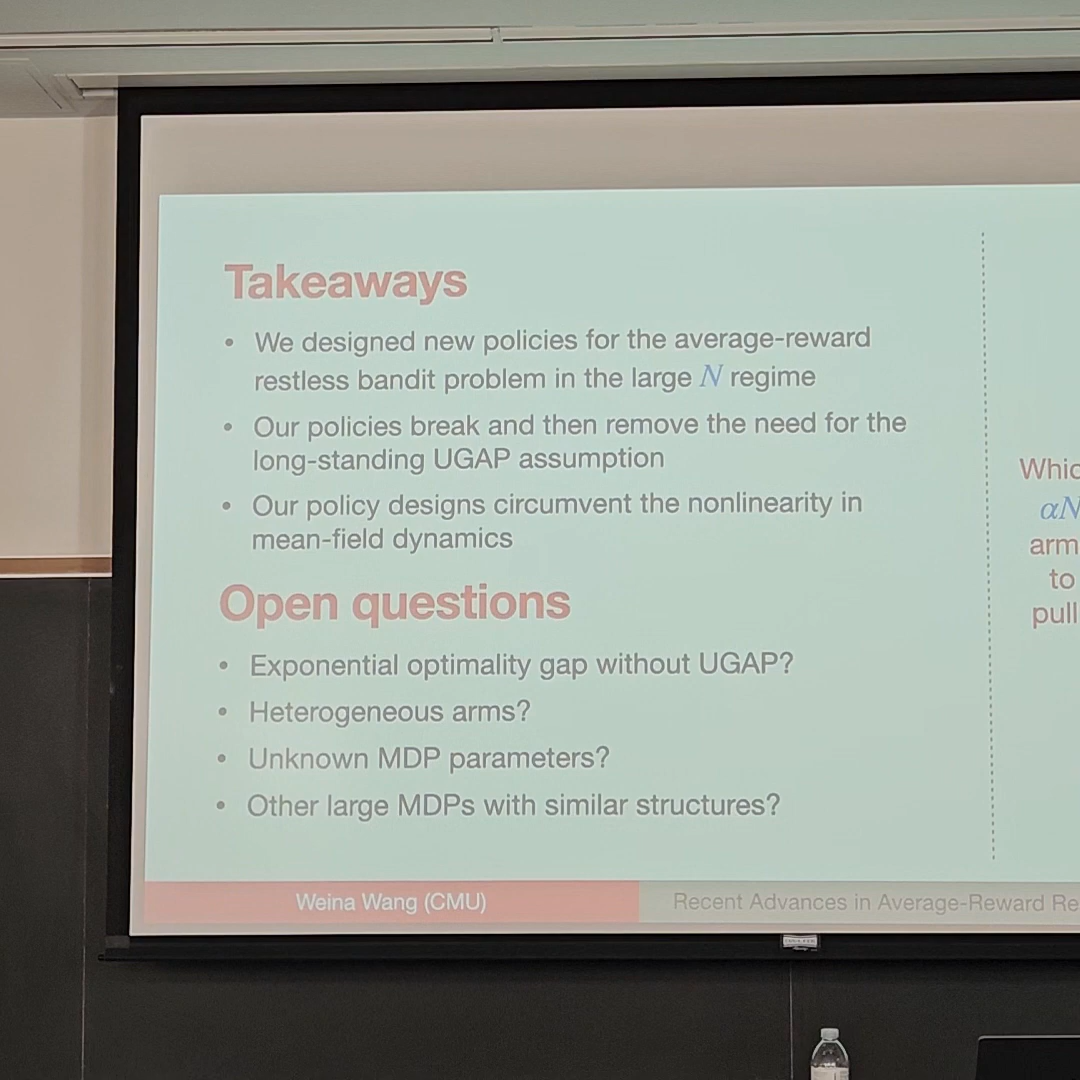 Takeaways
• We designed new policies for the average-reward
restless bandit problem in the large N regime
• Our policies break and then remove the need for the
long-standing UGAP assumption
• Our policy designs circumvent the nonlinearity in
mean-field dynamics
Open questions
• Exponential optimality gap without UGAP?
• Heterogeneous arms?
• Unknown MDP parameters?
• Other large MDPs with similar structures?
Whic
αN
arm
to
pull
Weina Wang (CMU)
Recent Advances in Average-Reward Re